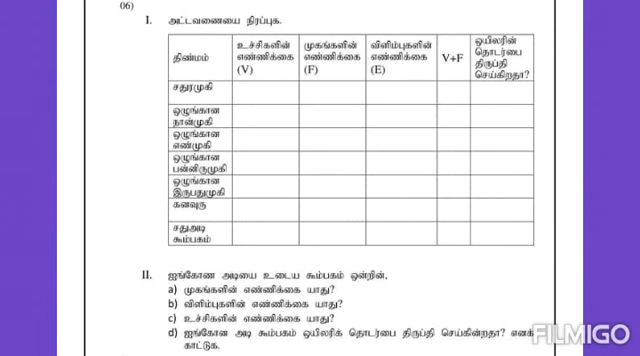 06)
I. அட்டவணையை நிரப்புக.
திண்மம்
உச்சிகளின் எண்ணிக்கை (V)
முகங்களின் எண்ணிக்கை (F)
விளிம்புகளின் எண்ணிக்கை (E)
V+F
ஒயிலரின் தொடர்பை திருப்தி செய்கிறதா?
சதுரமுகி
ஒழுங்கான நான்முகி
ஒழுங்கான எண்முகி
ஒழுங்கான பன்னிருமுகி
ஒழுங்கான இருபதுமுகி
கனவுரு
சதுஅடி கூம்பகம்
II. ஐங்கோண அடியை உடைய கூம்பகம் ஒன்றின்,
a) முகங்களின் எண்ணிக்கை யாது?
b) விளிம்புகளின் எண்ணிக்கை யாது?
c) உச்சிகளின் எண்ணிக்கை யாது?
d) ஐங்கோன அடி கூம்பகம் ஒயிலரிக் தொடர்பை திருப்தி செய்கின்றதா? எனக்
காட்டுக.
FILMIGO